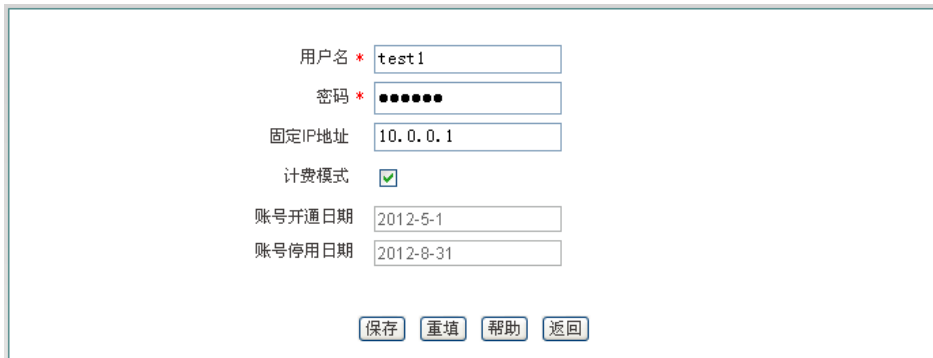 用户名 * test1
密码 * ●●●●●●
固定IP地址 10.0.0.1
计费模式
账号开通日期 2012-5-1
账号停用日期 2012-8-31
保存 重填 帮助 返回